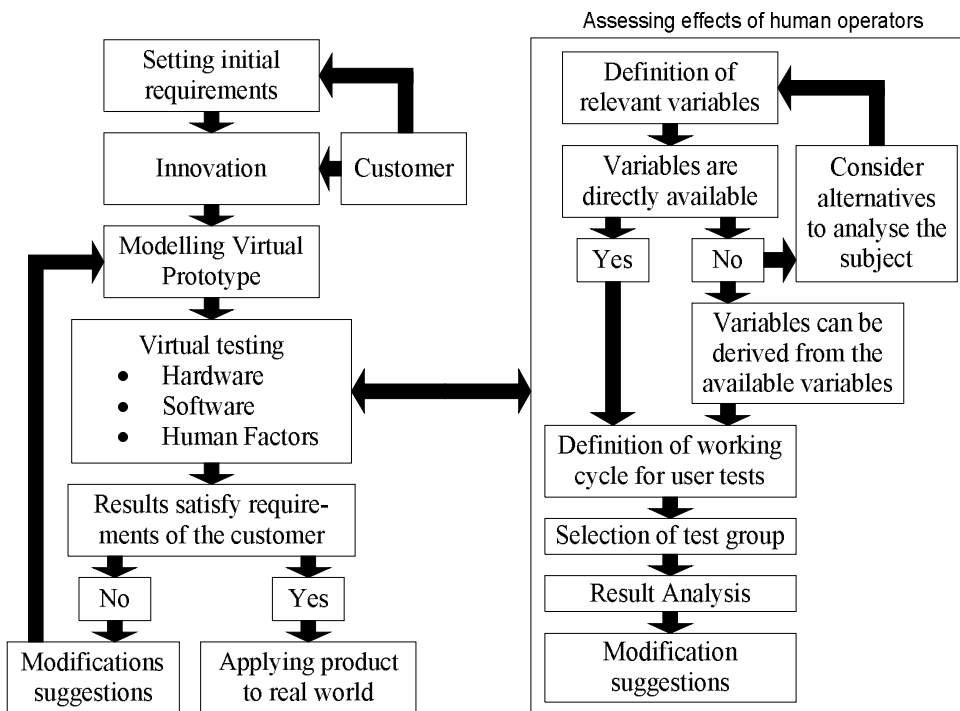 Assessing effects of human operators
Setting initial
requirements
Innovation
Customer
Modelling Virtual
Prototype
Virtual testing
• Hardware
• Software
• Human Factors
Results satisfy require-
ments of the customer
No
Yes
Modifications
suggestions
Applying product
to real world
Definition of
relevant variables
Variables are
directly available
Consider
alternatives
to analyse the
subject
Yes
No
Variables can be
derived from the
available variables
Definition of working
cycle for user tests
Selection of test group
Result Analysis
Modification
suggestions